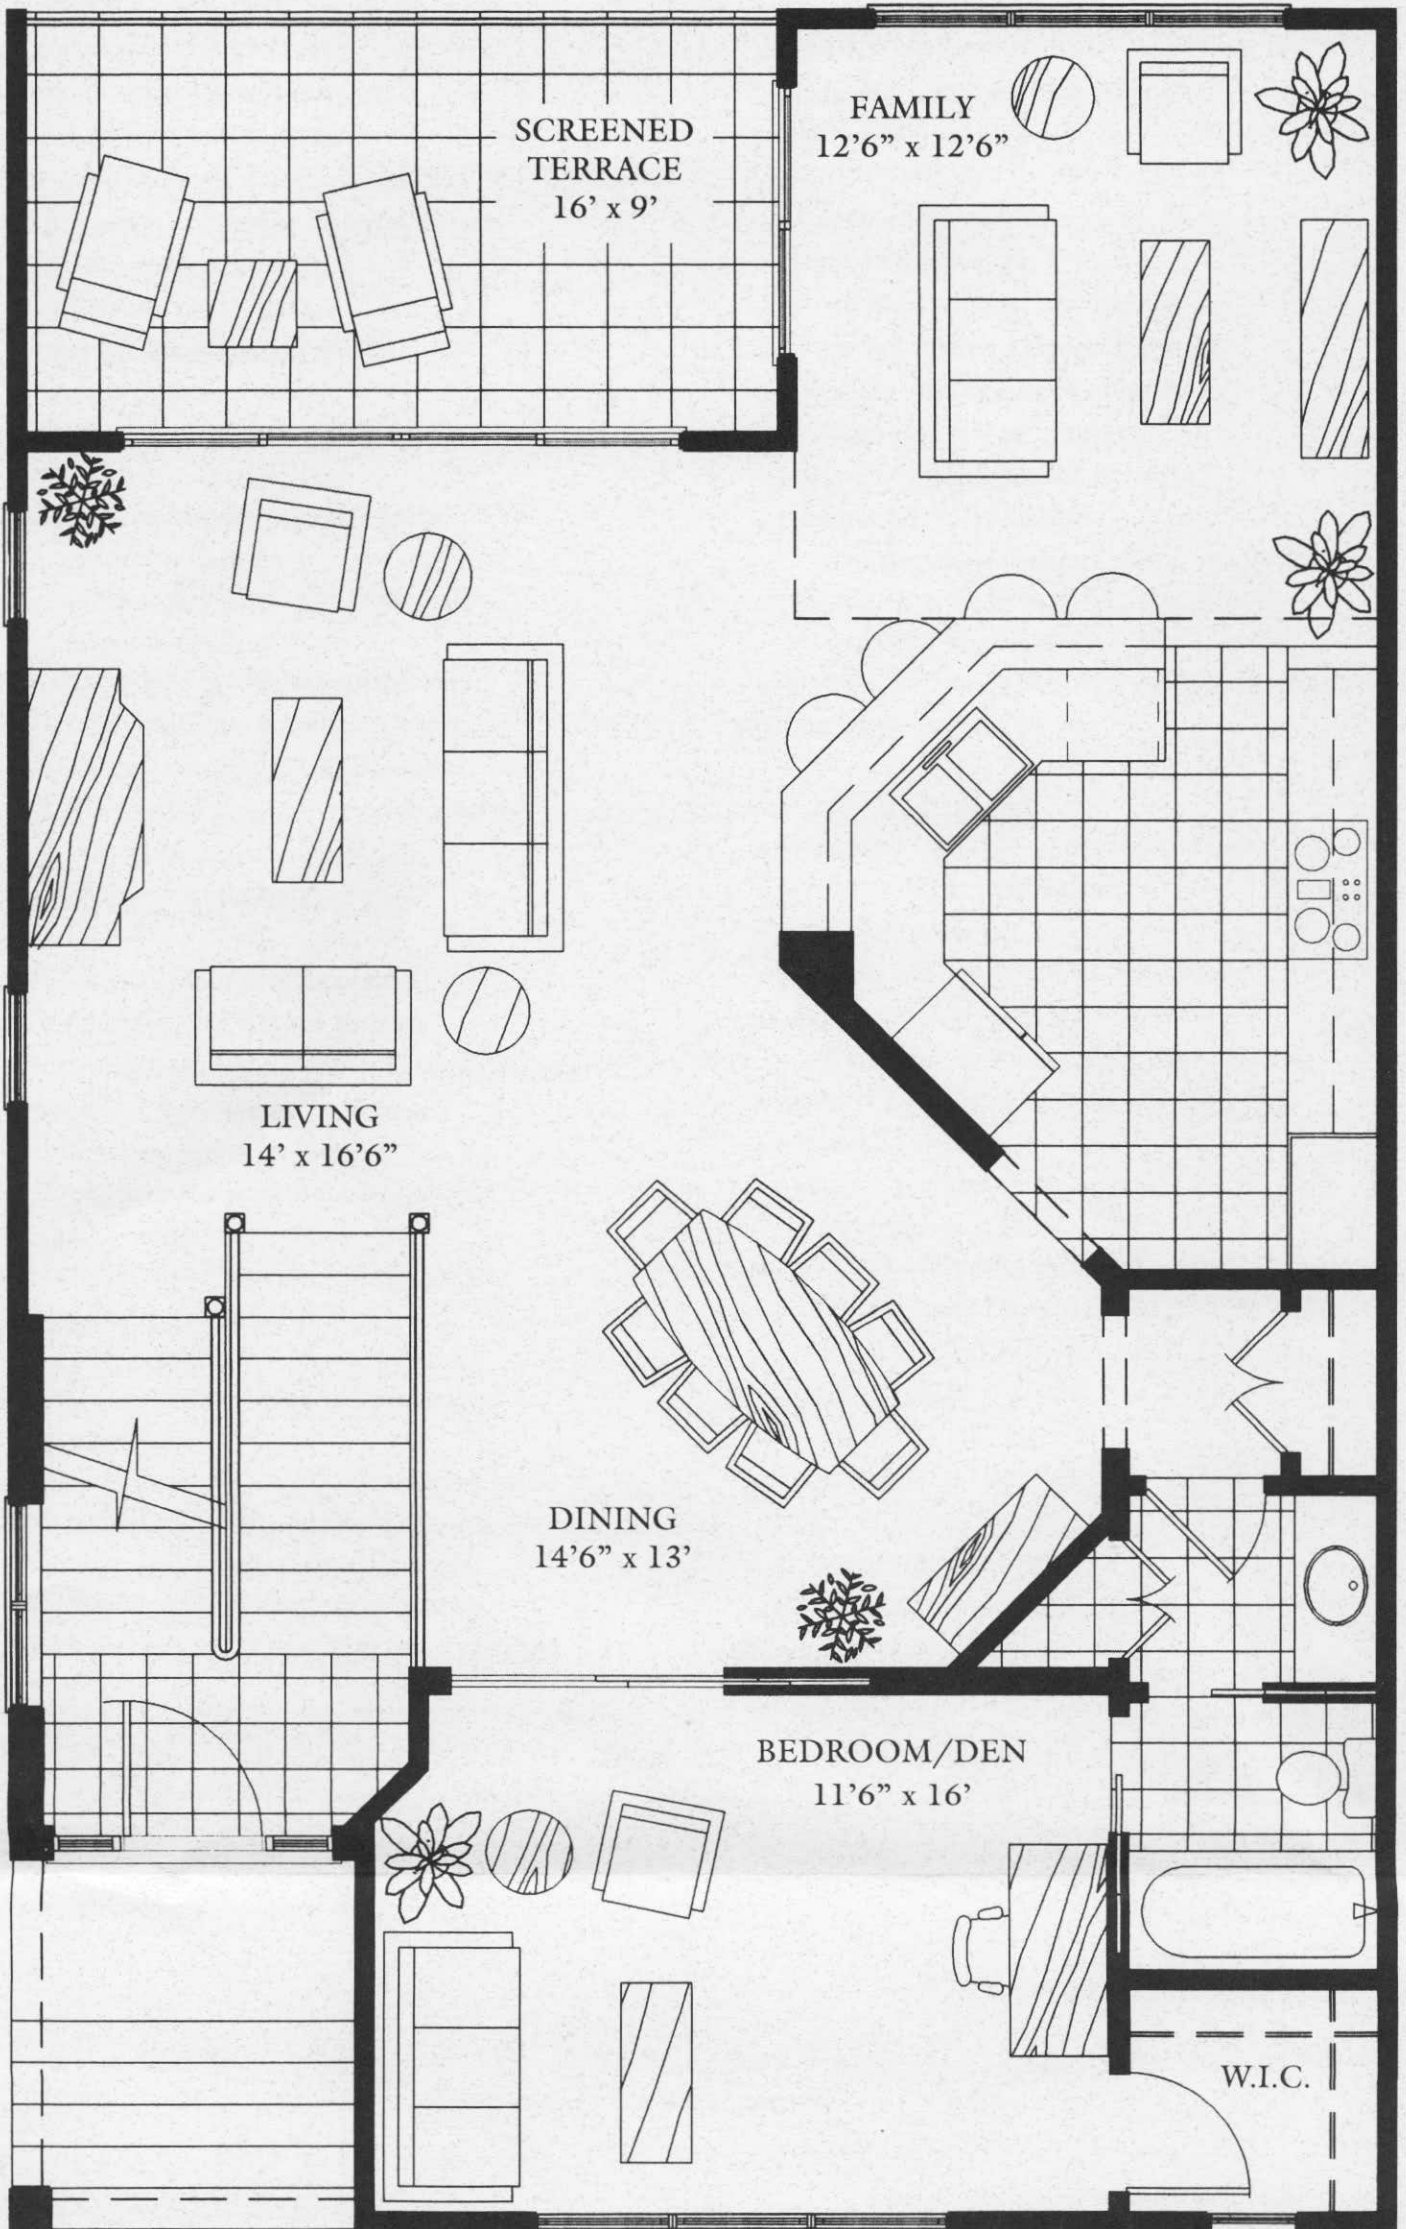 SCREENED
TERRACE
16’ x 9’
FAMILY
12’6” x 12’6”
LIVING
14’ x 16’6”
DINING
14’6” x 13’
BEDROOM/DEN
11’6” x 16’
W.I.C.